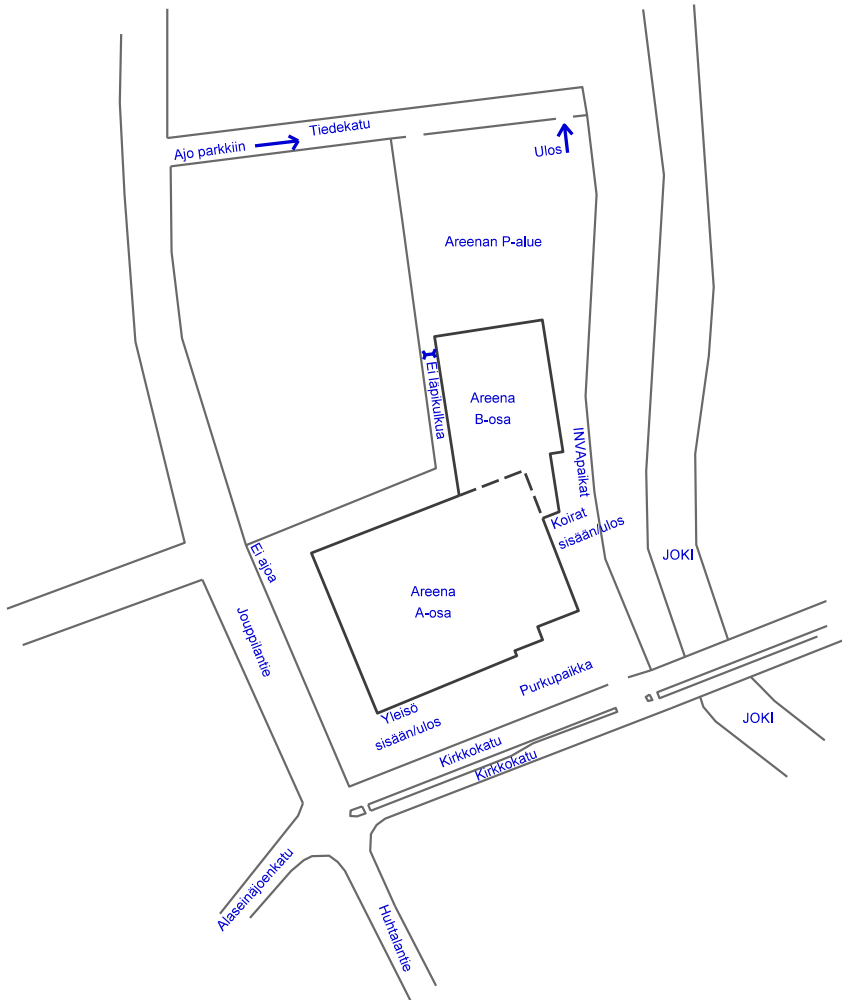 Tiedekatu
Ajo parkkiin
Ulos
Areenan P-alue
Ei läpikulkua
Areena
B-osa
INVApaikat
Koirat
sisään/ulos
Ei ajoa
JOKI
Areena
A-osa
Jouppilantie
Purkupaikka
Yleisö
sisään/ulos
JOKI
Kirkkokatu
Kirkkokatu
Alaseinäjoenkatu
Huhtalantie